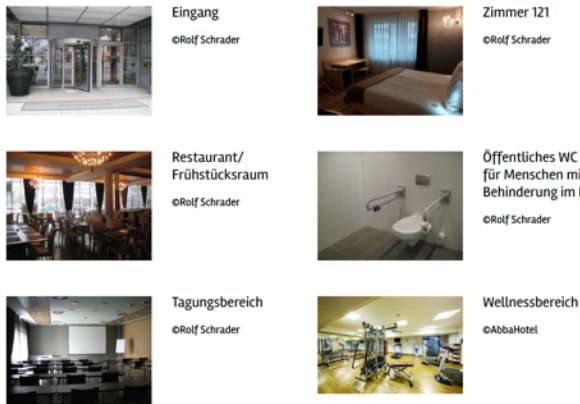 Eingang
©Rolf Schrader
Zimmer 121
©Rolf Schrader
Restaurant/
Frühstücksraum
©Rolf Schrader
Öffentliches WC
für Menschen mi
Behinderung im
©Rolf Schrader
Tagungsbereich
©Rolf Schrader
Wellnessbereich
©AbbaHotel